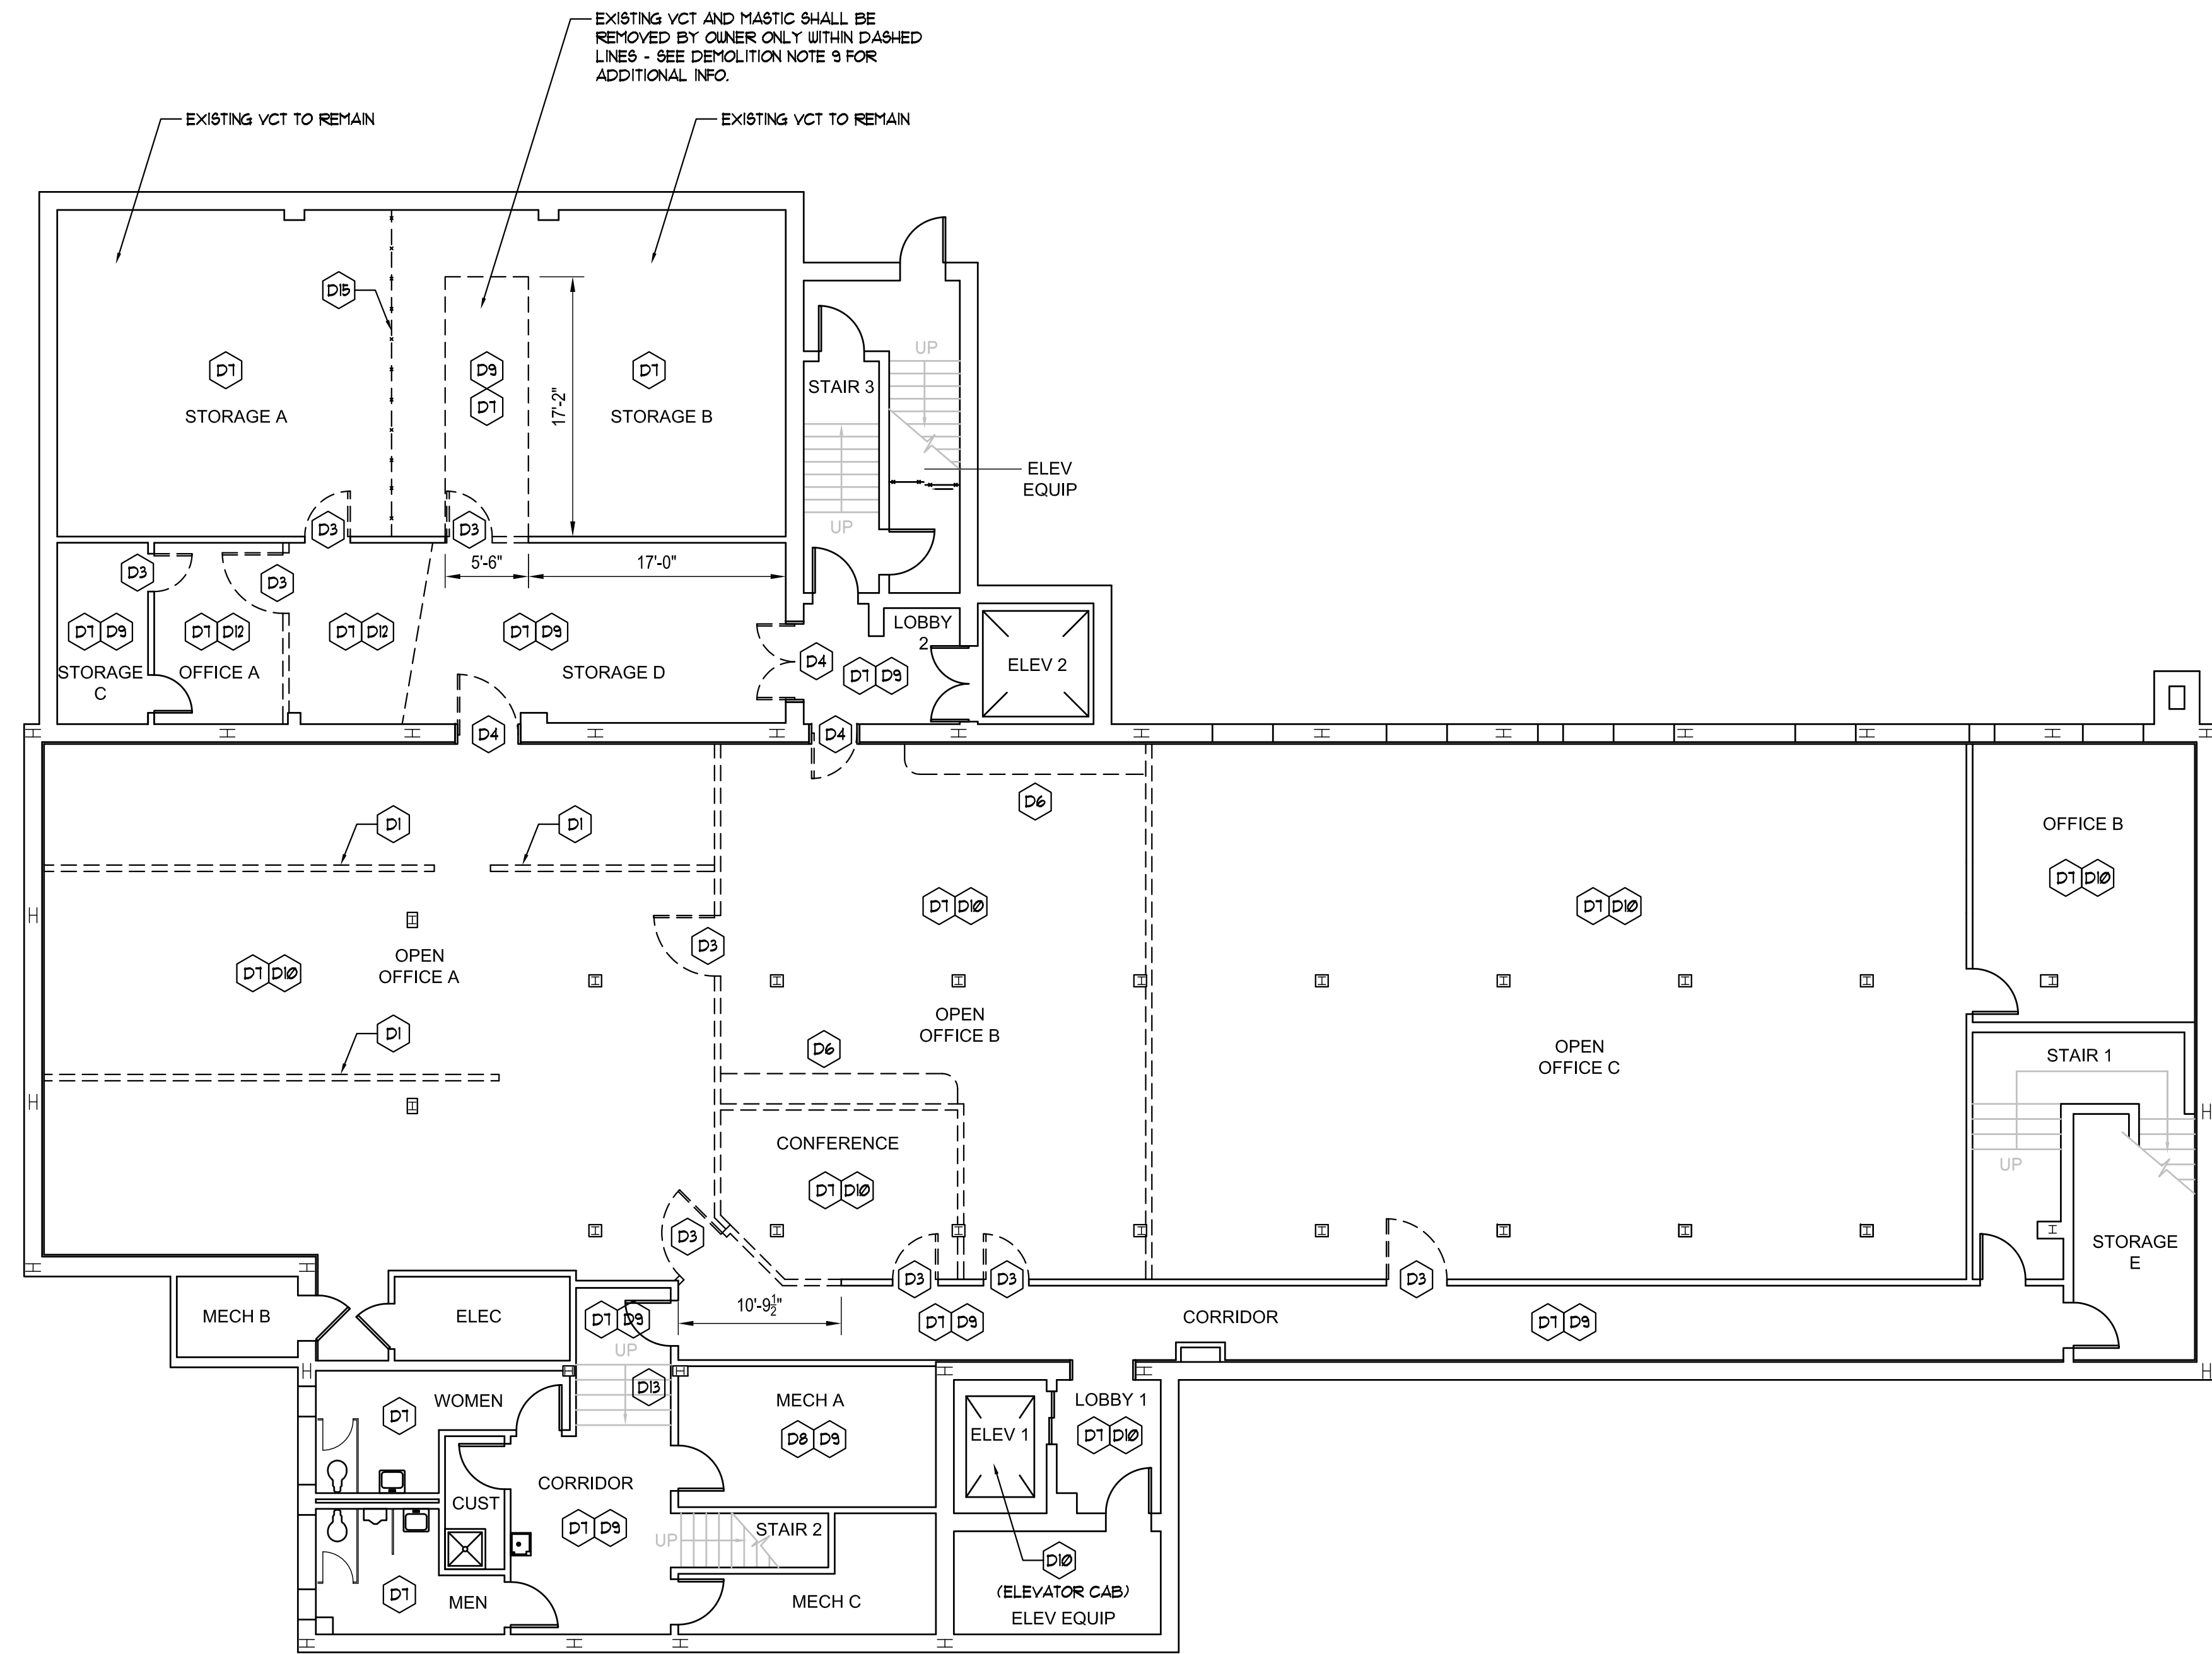 EXISTING VCT AND MASTIC SHALL BE
REMOVED BY OWNER ONLY WITHIN DASHED
LINES - SEE DEMOLITION NOTE 9 FOR
ADDITIONAL INFO.
EXISTING VCT TO REMAIN
EXISTING VCT TO REMAIN
D15
D7
STORAGE A
D9
D7
17'-2"
D7
STORAGE B
UP
STAIR 3
UP
ELEV
EQUIP
D3
D3
5'-6"
17'-0"
D3
D3
D7 D9
STORAGE
C
D7 D12
OFFICE A
D7 D12
D7 D9
STORAGE D
D4
LOBBY
2
D7 D9
ELEV 2
D4
D4
D1
D1
D6
OFFICE B
D7 D10
D7 D10
D7 D10
D3
OPEN
OFFICE A
D7 D10
OPEN
OFFICE B
D1
D6
OPEN
OFFICE C
STAIR 1
UP
CONFERENCE
D7 D10
D3
D3
D3
D3
STORAGE
E
MECH B
ELEC
D7 D9
UP
10'-9 1/2"
D7 D9
CORRIDOR
D7 D9
D13
WOMEN
D7
MECH A
D8 D9
ELEV 1
LOBBY 1
D7 D10
CUST
CORRIDOR
D7 D9
UP
STAIR 2
D7
MEN
MECH C
D10
(ELEVATOR CAB)
ELEV EQUIP